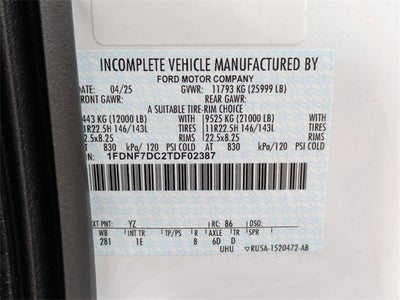 INCOMPLETE VEHICLE MANUFACTURED BY
FORD MOTOR COMPANY
DATE: 04/25 GVWR: 11793 KG (25999 LB)
FRONT GAWR: REAR GAWR:
A SUITABLE TIRE-RIM CHOICE
443 KG (12000 LB) 9525 KG (21000 LB)
11R22.5H 146/143L TIRES 11R22.5H 146/143L TIRES
22.5x8.25 RIMS 22.5x8.25 RIMS
AT 830 kPa/ 120 PSI COLD AT 830 kPa/ 120 PSI COLD
1FDNF7DC2TDF02387
EXT PNT: YZ RC: 86 DSO:
WB INT TR TP/PS R AXLE TR SPR
281 1E 8 6D D
UHU RU5A-1520472-AB